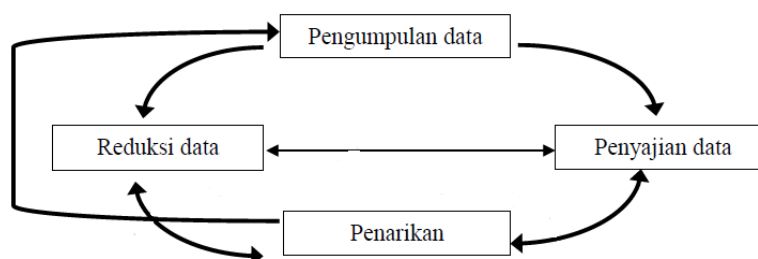 Pengumpulan data
Reduksi data
Penyajian data
Penarikan